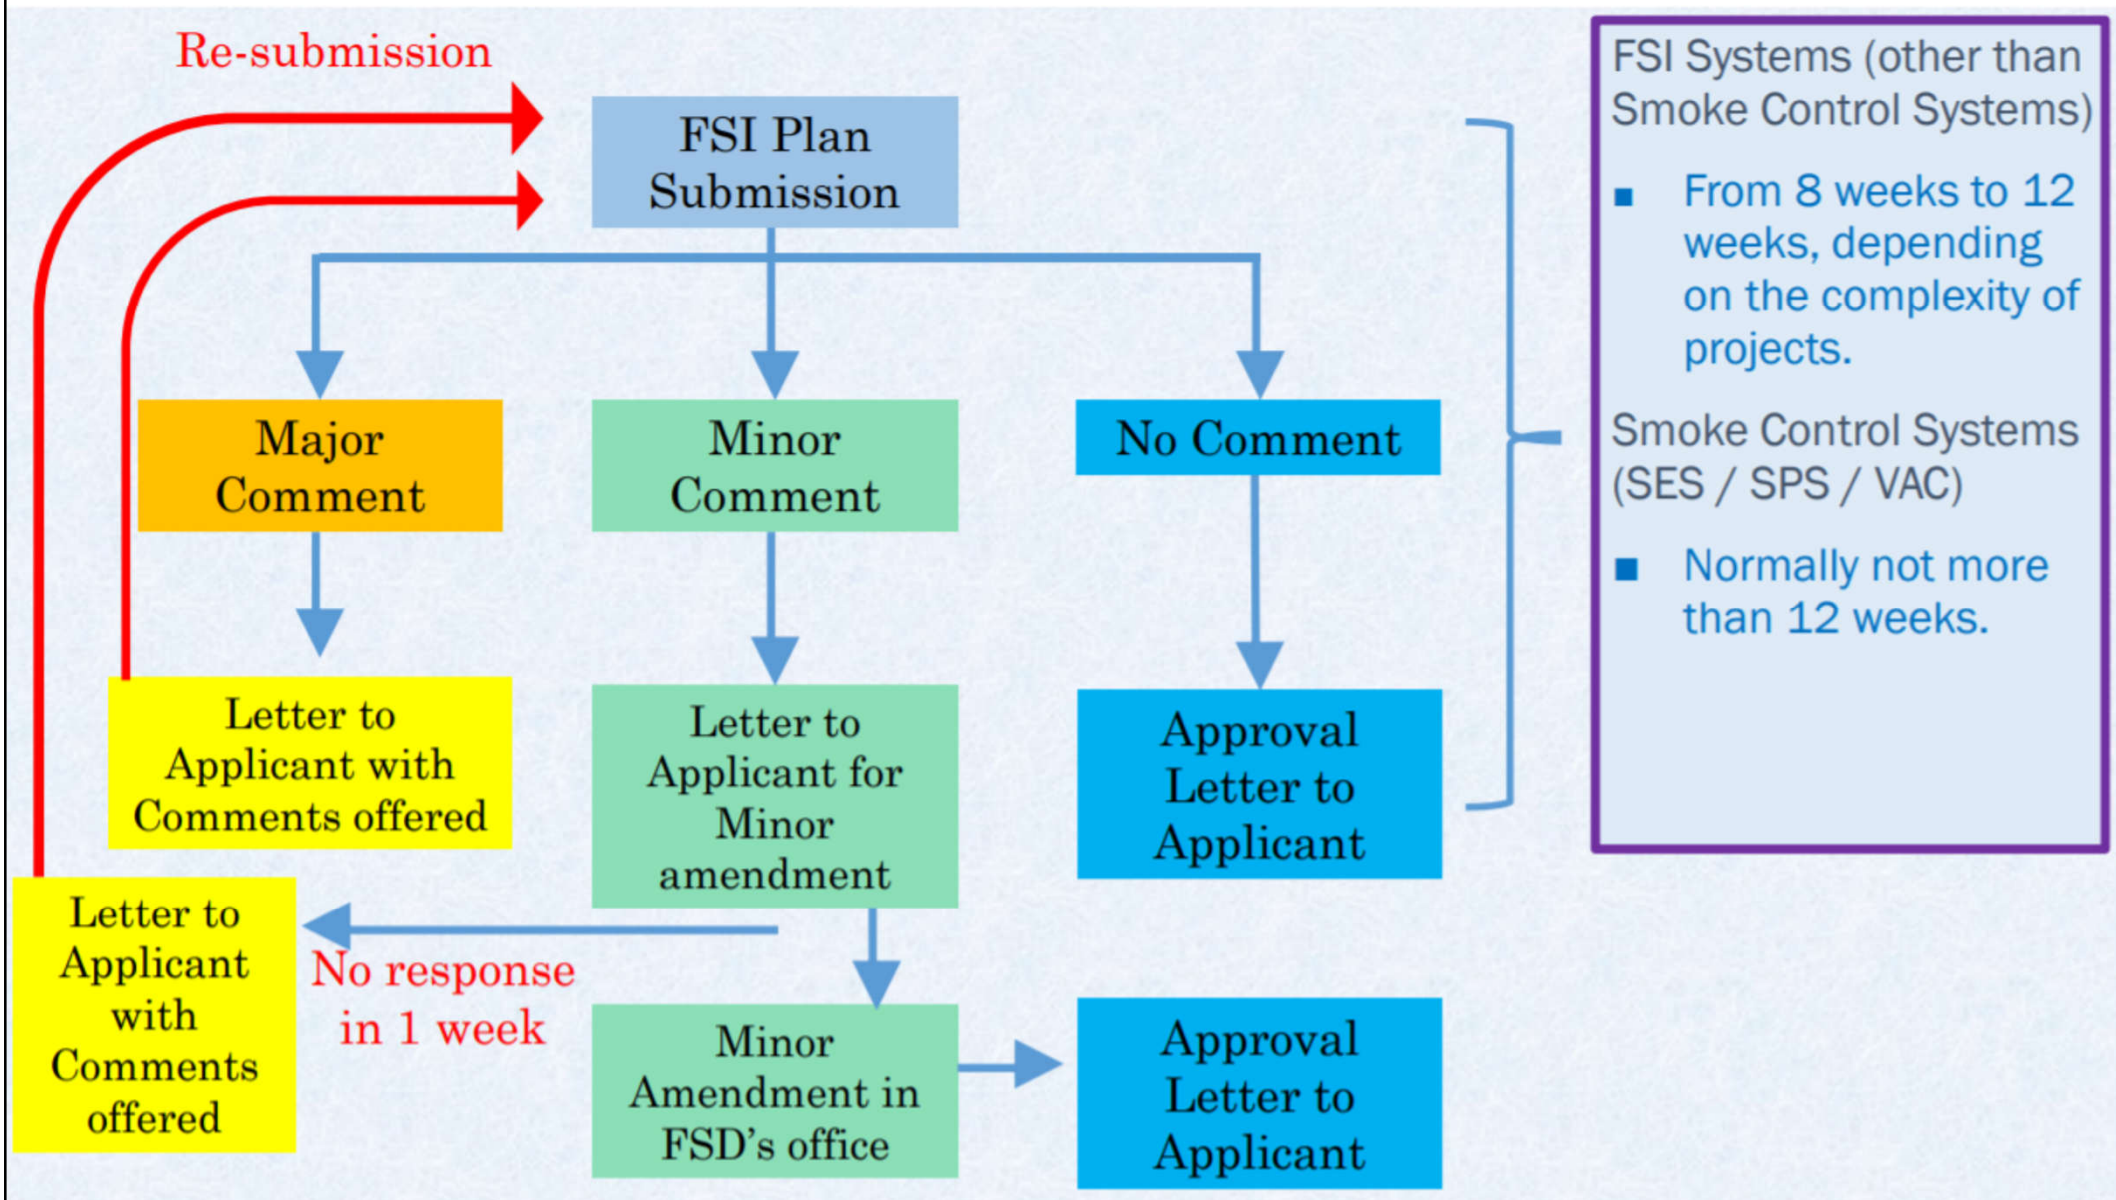 Re-submission
FSI Plan
Submission
Major
Comment
Minor
Comment
No Comment
Letter to
Applicant with
Comments offered
Letter to
Applicant for
Minor
amendment
Approval
Letter to
Applicant
Letter to
Applicant
with
Comments
offered
No response
in 1 week
Minor
Amendment in
FSD's office
Approval
Letter to
Applicant
FSI Systems (other than
Smoke Control Systems)
■ From 8 weeks to 12
weeks, depending
on the complexity of
projects.
Smoke Control Systems
(SES / SPS / VAC)
■ Normally not more
than 12 weeks.